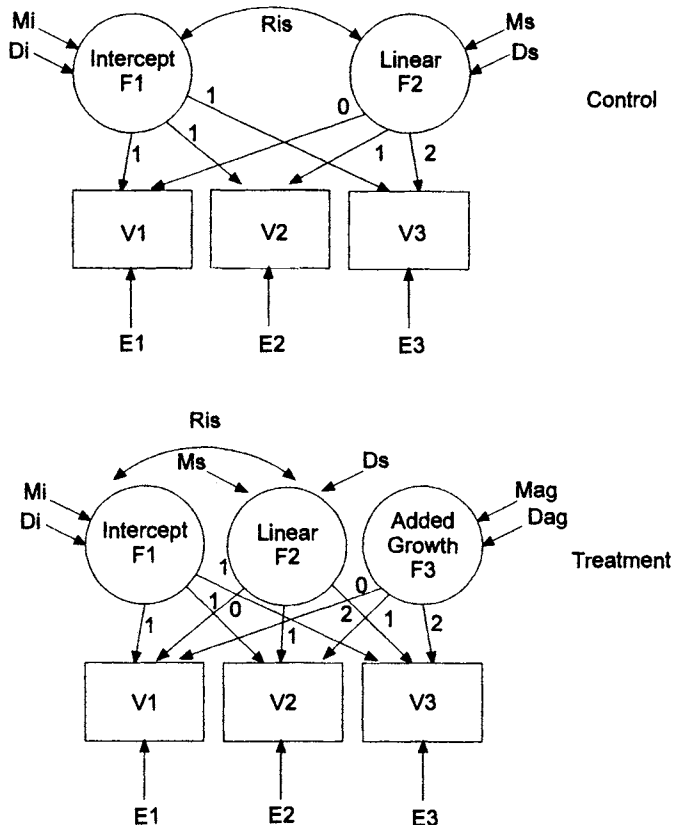 Mi
Ris
Ms
Di
Intercept
F1
Linear
F2
Ds
Control
1
0
1
1
1
2
V1
V2
V3
E1
E2
E3
Ris
Ms
Ds
Mi
Di
Intercept
F1
Linear
F2
Added
Growth
F3
Mag
Dag
Treatment
1
0
1
1
0
1
2
1
2
V1
V2
V3
E1
E2
E3